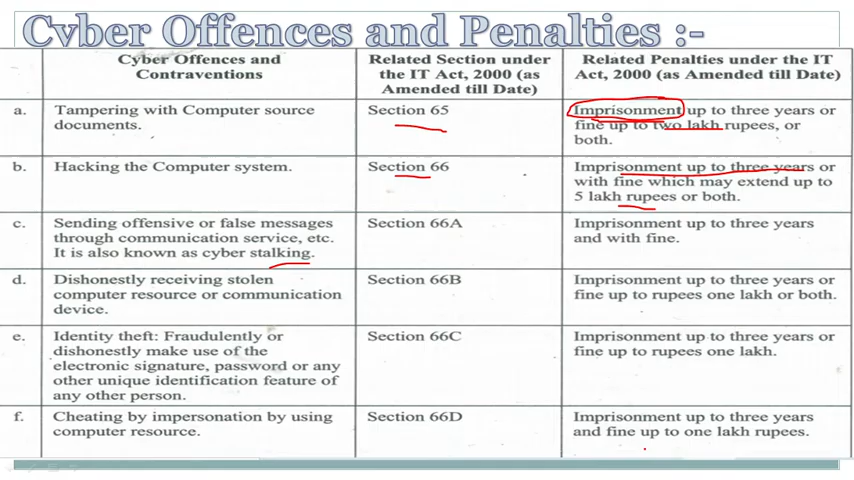 Cyber Offences and Penalties :-
Cyber Offences and
Contraventions
Related Section under
the IT Act, 2000 (as
Amended till Date)
Related Penalties under the IT
Act, 2000 (as Amended till Date)
a.
Tampering with Computer source
documents.
Section 65
Imprisonment up to three years or
fine up to two lakh rupees, or
both.
b.
Hacking the Computer system.
Section 66
Imprisonment up to three years or
with fine which may extend up to
5 lakh rupees or both.
c.
Sending offensive or false messages
through communication service, etc.
It is also known as cyber stalking.
Section 66A
Imprisonment up to three years
and with fine.
d.
Dishonestly receiving stolen
computer resource or communication
device.
Section 66B
Imprisonment up to three years or
fine up to rupees one lakh or both.
e.
Identity theft: Fraudulently or
dishonestly make use of the
electronic signature, password or any
other unique identification feature of
any other person.
Section 66C
Imprisonment up to three years or
fine up to rupees one lakh.
f.
Cheating by impersonation by using
computer resource.
Section 66D
Imprisonment up to three years
and fine up to one lakh rupees.